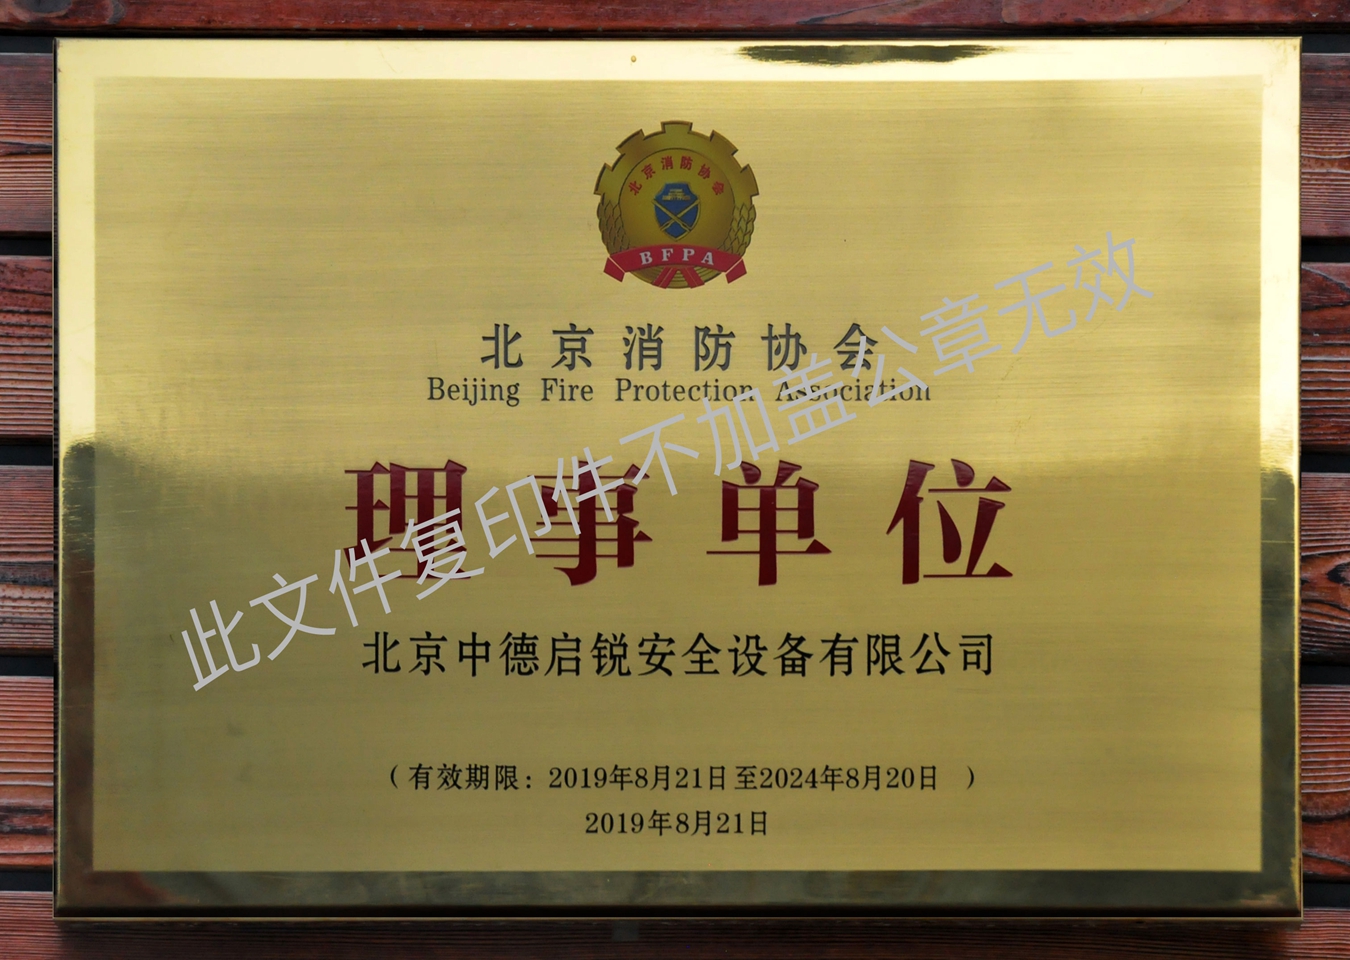 北京消防协会
BFPA
北京消防协会
Beijing Fire Protection Association
理事单位
北京中德启锐安全设备有限公司
（有效期限：2019年8月21日至2024年8月20日 ）
2019年8月21日
此文件复印件不加盖公章无效